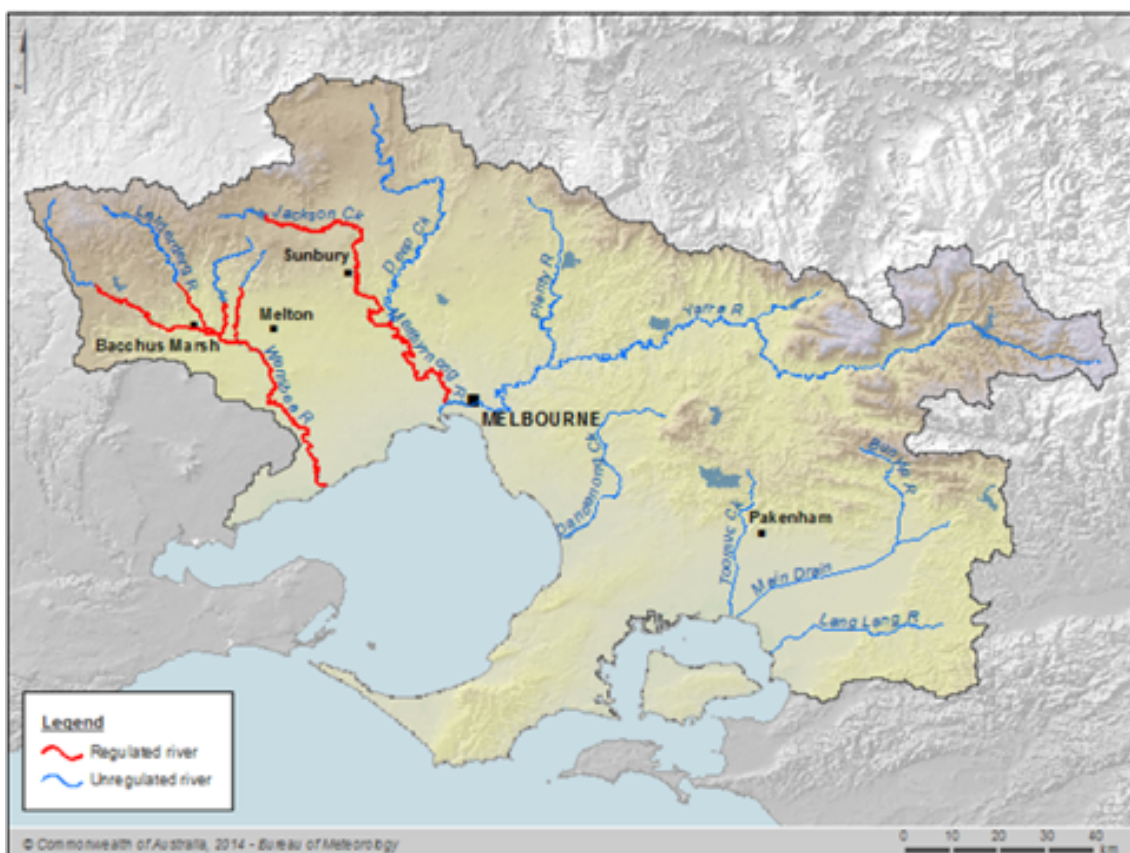 Jackson Ck
Lerderderg R
Sunbury
Deep Ck
Plenty R
Yarra R
Melton
Bacchus Marsh
Maribyrnong R
Werribee R
MELBOURNE
Dandenong Ck
Bunyip R
Toomuc Ck
Pakenham
Main Drain
Lang Lang R
Legend
Regulated river
Unregulated river
© Commonwealth of Australia, 2014 - Bureau of Meteorology
0 10 20 30 40
km